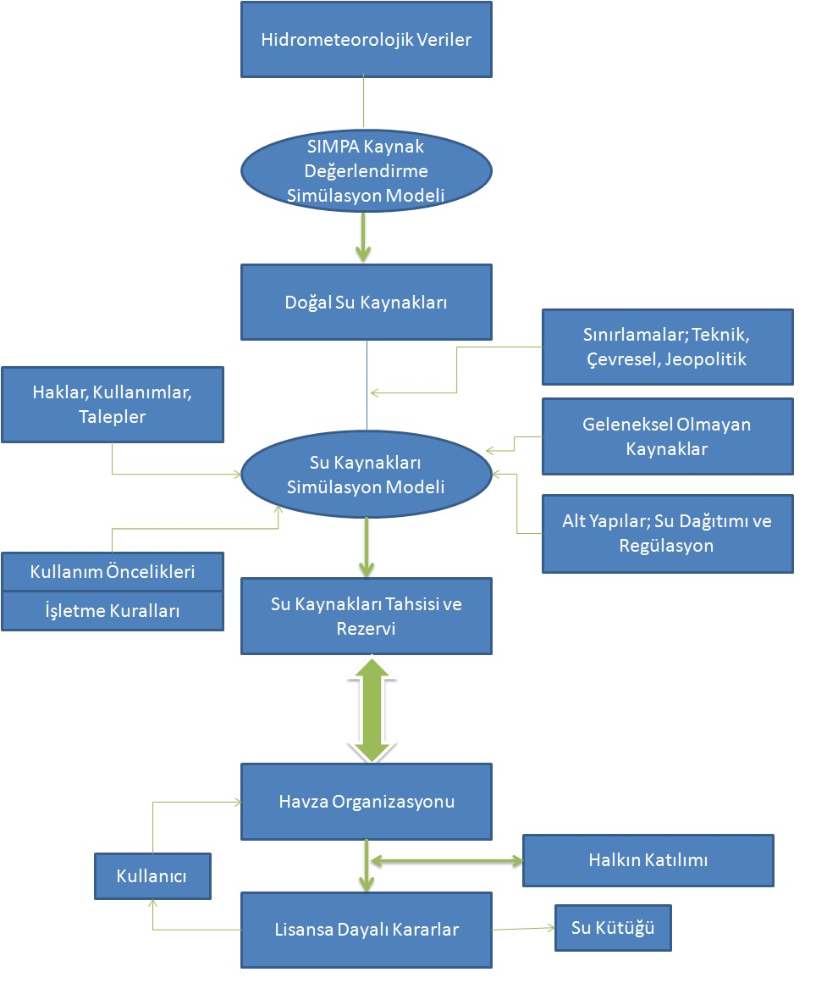 Hidrometeorolojik Veriler
SIMPA Kaynak
Değerlendirme
Simülasyon Modeli
Doğal Su Kaynakları
Sınırlamalar; Teknik,
Çevresel, Jeopolitik
Haklar, Kullanımlar,
Talepler
Geleneksel Olmayan
Kaynaklar
Su Kaynakları
Simülasyon Modeli
Alt Yapılar; Su Dağıtımı ve
Regülasyon
Kullanım Öncelikleri
İşletme Kuralları
Su Kaynakları Tahsisi ve
Rezervi
Havza Organizasyonu
Halkın Katılımı
Kullanıcı
Lisansa Dayalı Kararlar
Su Kütüğü